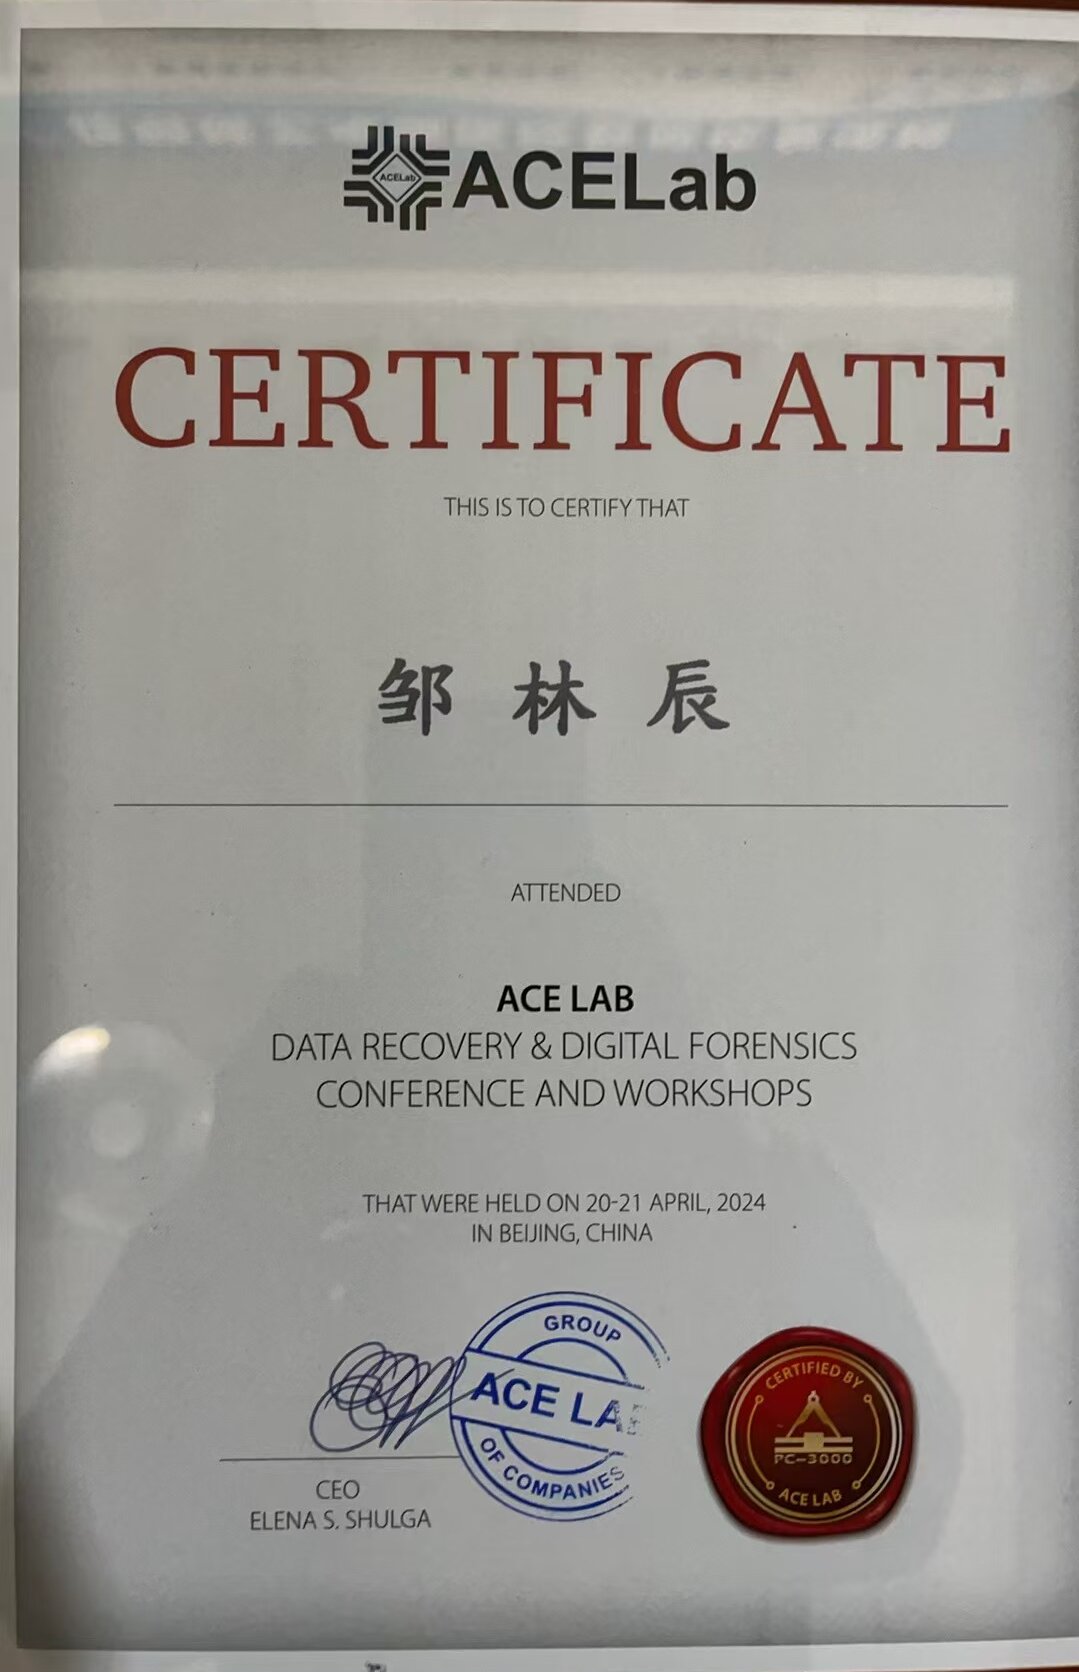 ACELab
ACELab
CERTIFICATE
THIS IS TO CERTIFY THAT
邹 林 辰
ATTENDED
ACE LAB
DATA RECOVERY & DIGITAL FORENSICS
CONFERENCE AND WORKSHOPS
THAT WERE HELD ON 20-21 APRIL, 2024
IN BEIJING, CHINA
GROUP
ACE LAB
OF COMPANIES
CERTIFIED BY
PC-3000
ACE LAB
CEO
ELENA S. SHULGA